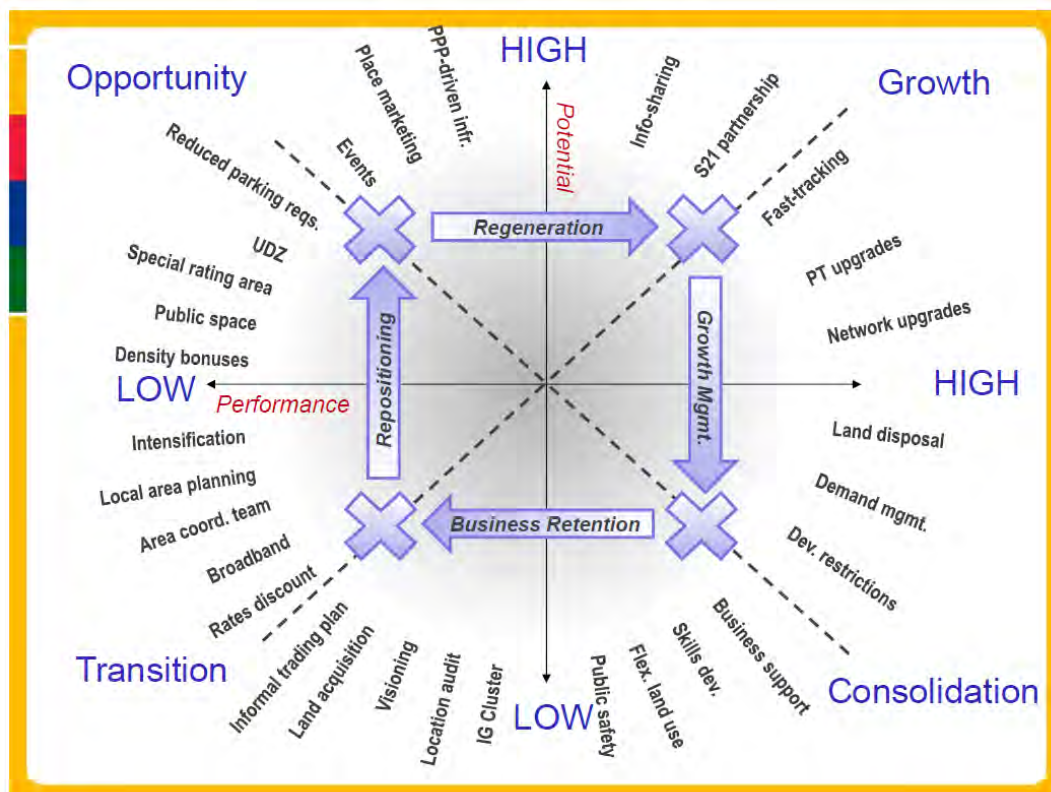 HIGH
Potential
Opportunity
Growth
PPP-driven infr.
Place marketing
Events
Reduced parking reqs.
UDZ
Special rating area
Public space
Density bonuses
LOW
Performance
Info-sharing
S21 partnership
Fast-tracking
PT upgrades
Network upgrades
HIGH
Regeneration
Repositioning
Growth Mgmt.
Business Retention
Intensification
Local area planning
Area coord. team
Broadband
Rates discount
Informal trading plan
Land acquisition
Visioning
Location audit
IG Cluster
Transition
LOW
Land disposal
Demand mgmt.
Dev. restrictions
Business support
Skills dev.
Flex. land use
Public safety
Consolidation